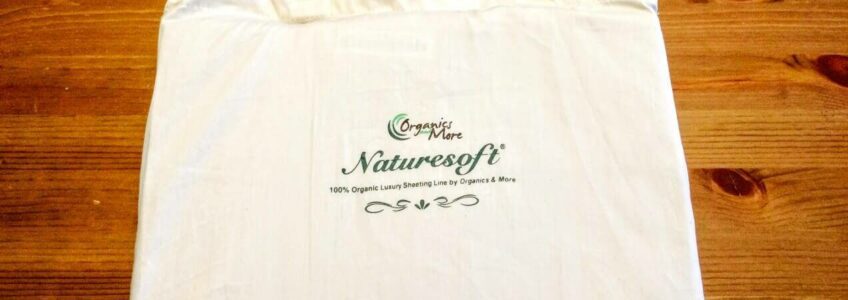 Organics
& More
Naturesoft®
100% Organic Luxury Sheeting Line by Organics & More